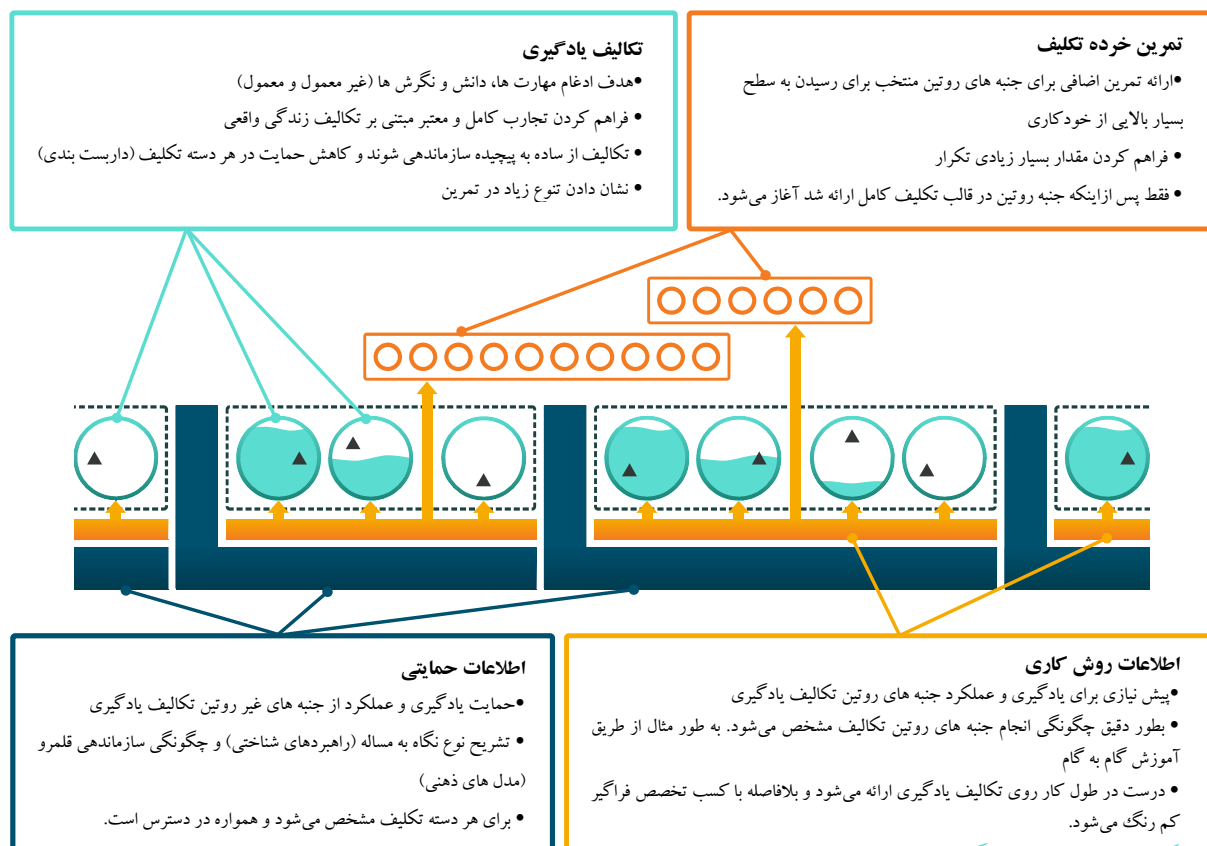 تمرین خرده تکلیف
•ارائه تمرین اضافی برای جنبه های روتین منتخب برای رسیدن به سطح
بسیار بالایی از خودکاری
• فراهم کردن مقدار بسیار زیادی تکرار
• فقط پس ازاینکه جنبه روتین در قالب تکلیف کامل ارائه شد آغاز می‌شود.
تکالیف یادگیری
•هدف ادغام مهارت ها، دانش و نگرش ها (غیر معمول و معمول)
• فراهم کردن تجارب کامل و معتبر مبتنی بر تکالیف زندگی واقعی
• تکالیف از ساده به پیچیده سازماندهی شوند و کاهش حمایت در هر دسته تکلیف (داربست بندی)
• نشان دادن تنوع زیاد در تمرین
اطلاعات روش کاری
•پیش نیازی برای یادگیری و عملکرد جنبه های روتین تکالیف یادگیری
• بطور دقیق چگونگی انجام جنبه های روتین تکالیف مشخص می‌شود. به طور مثال از طریق
آموزش گام به گام
• درست در طول کار روی تکالیف یادگیری ارائه می‌شود و بلافاصله با کسب تخصص فراگیر
کم رنگ می‌شود.
اطلاعات حمایتی
•حمایت یادگیری و عملکرد از جنبه های غیر روتین تکالیف یادگیری
• تشریح نوع نگاه به مساله (راهبردهای شناختی) و چگونگی سازماندهی قلمرو
(مدل های ذهنی)
• برای هر دسته تکلیف مشخص می‌شود و همواره در دسترس است.